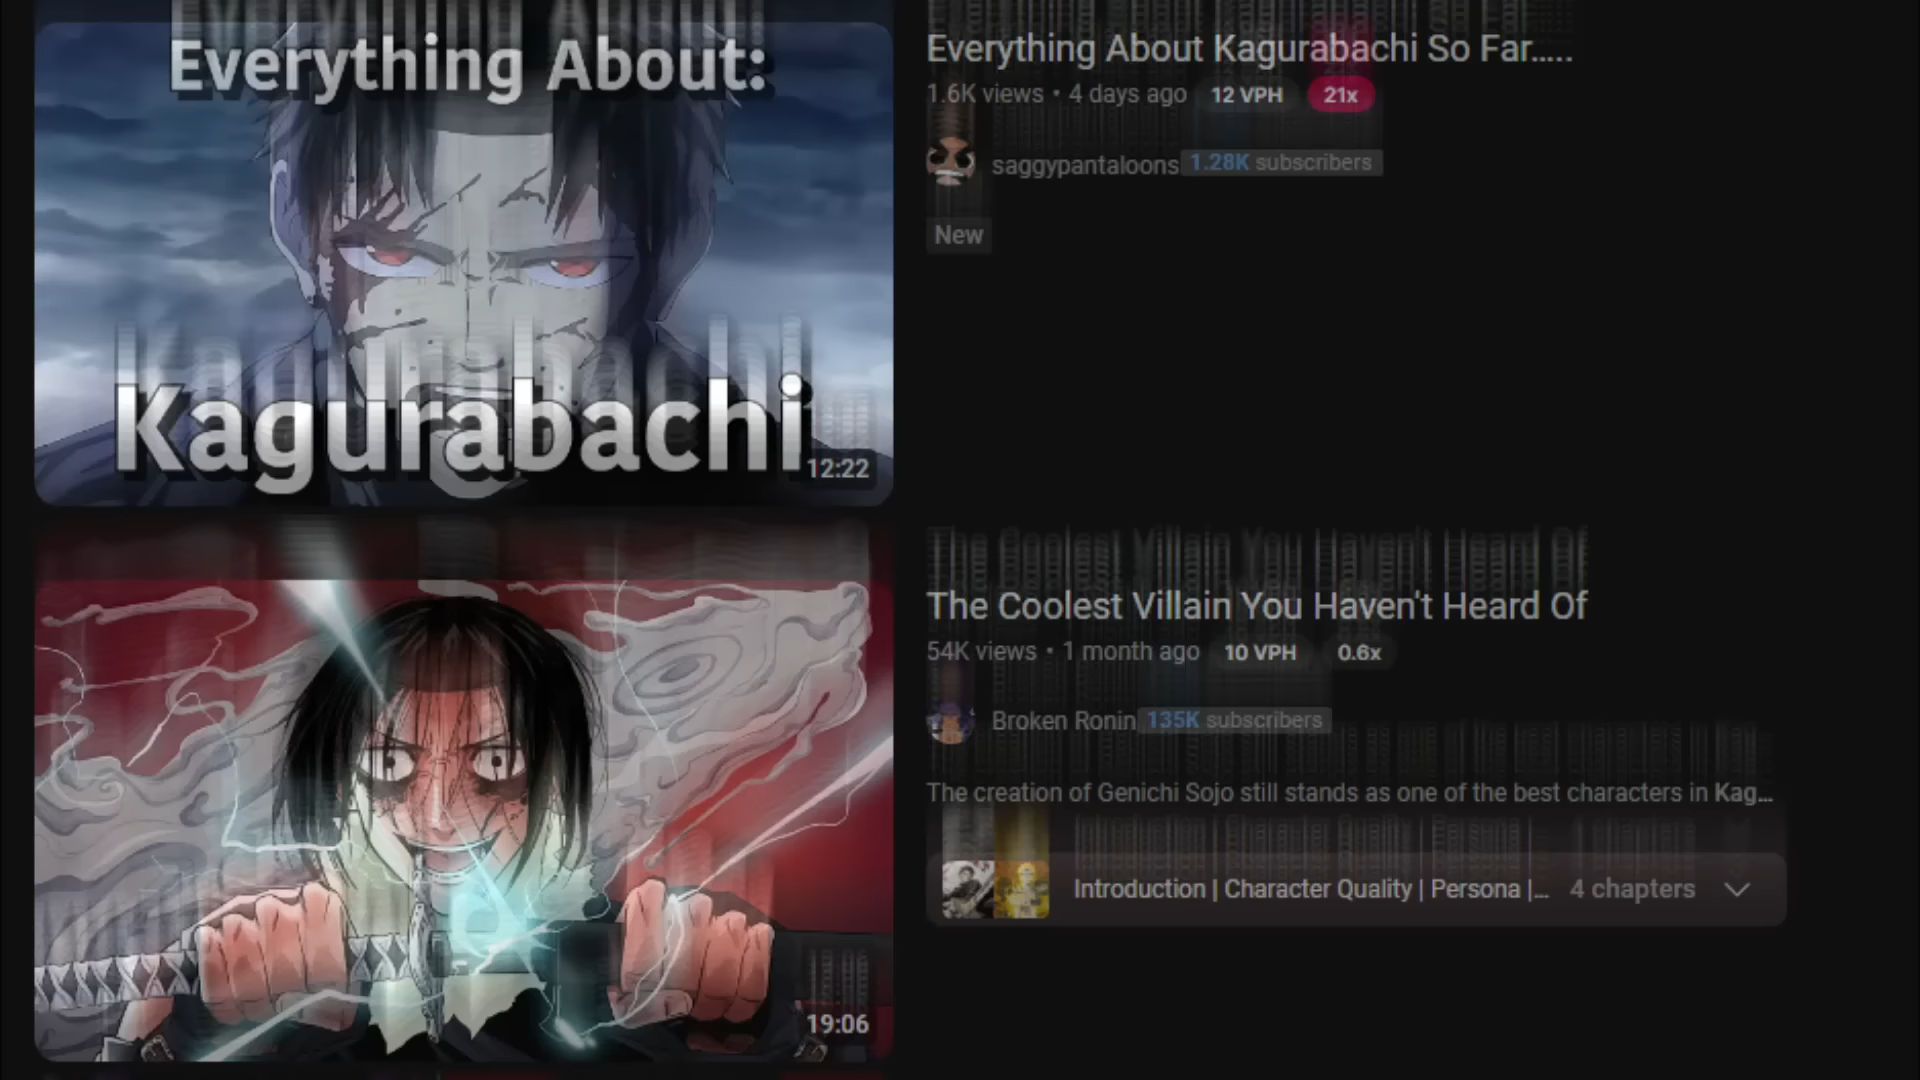 Everything About:
Kagurabachi
12:22
Everything About Kagurabachi So Far.....
1.6K views • 4 days ago 12 VPH 21x
saggypantaloons 1.28K subscribers
New
19:06
The Coolest Villain You Haven't Heard Of
54K views • 1 month ago 10 VPH 0.6x
Broken Ronin 135K subscribers
The creation of Genichi Sojo still stands as one of the best characters in Kag...
Introduction | Character Quality | Persona |... 4 chapters